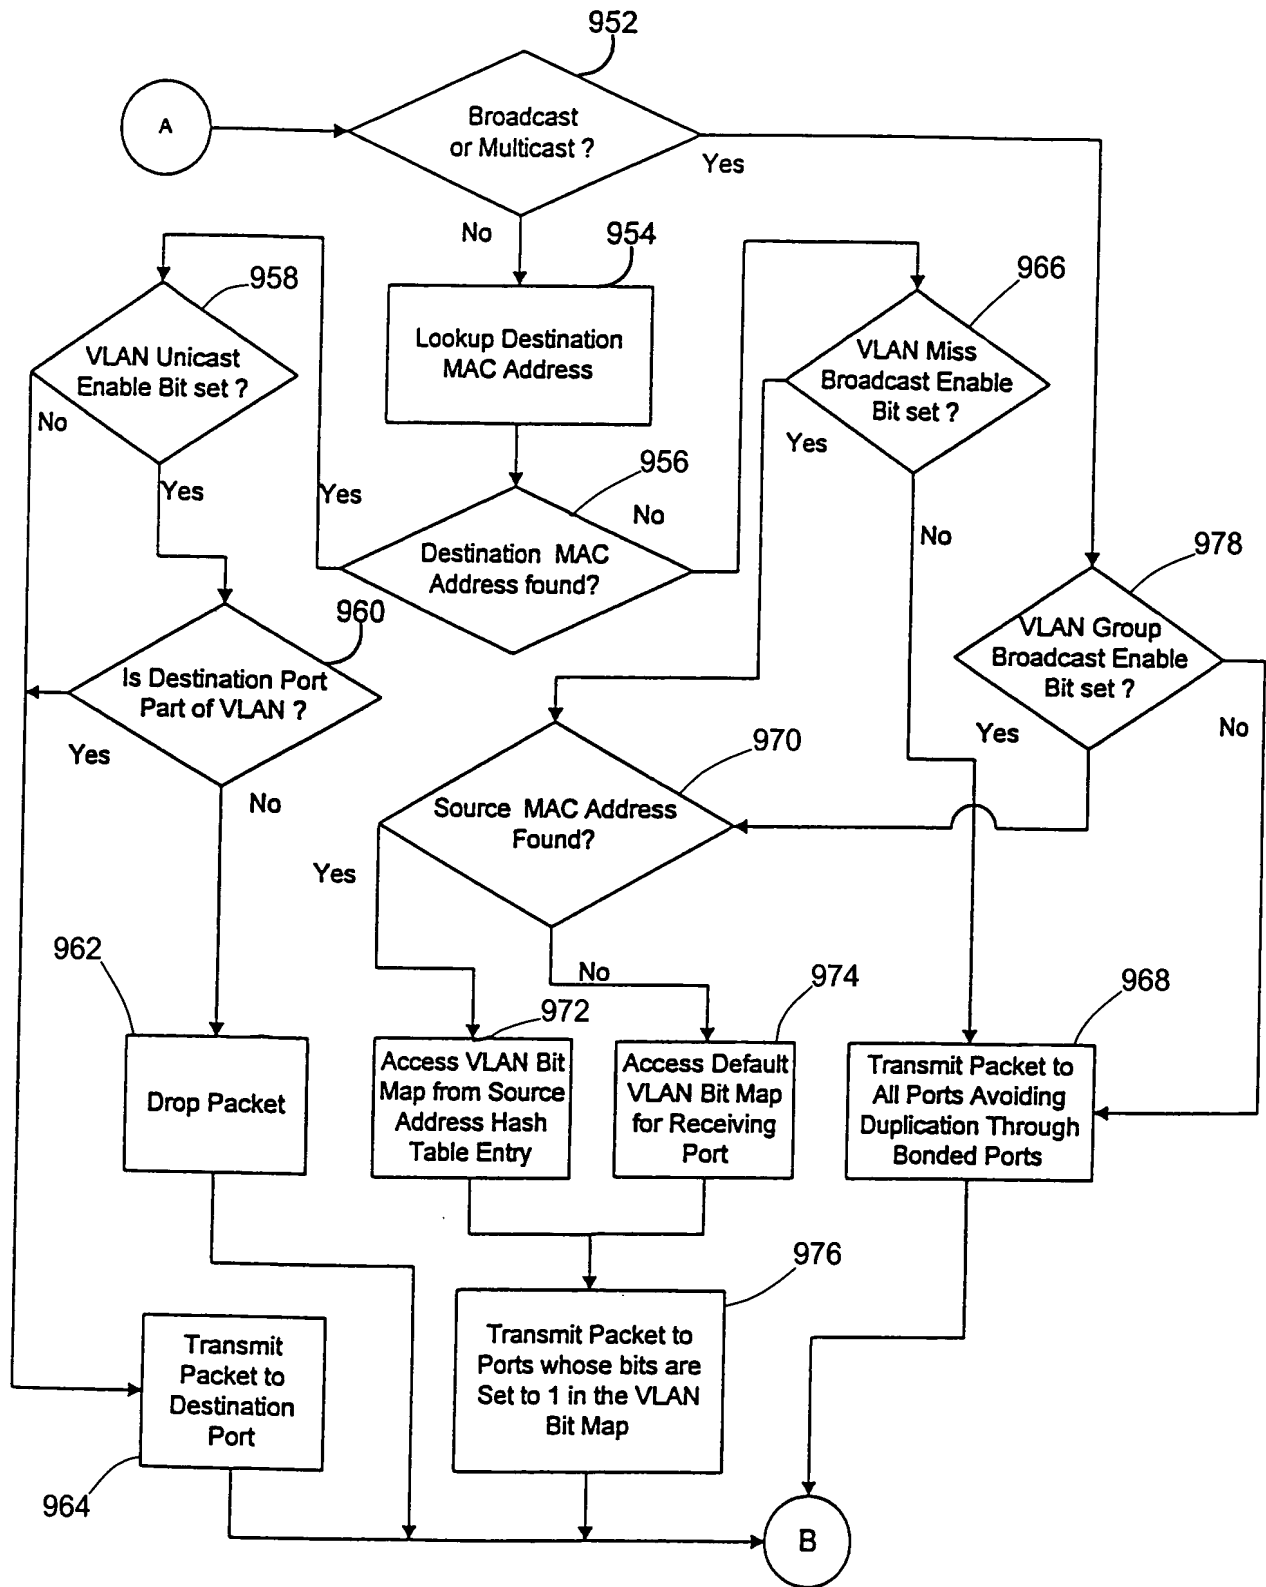 952
A
Broadcast
or Multicast ?
Yes
No
954
958
966
Lookup Destination
MAC Address
VLAN Unicast
Enable Bit set ?
VLAN Miss
Broadcast Enable
Bit set ?
No
Yes
956
Yes
Yes
No
No
Destination MAC
Address found?
978
960
VLAN Group
Broadcast Enable
Bit set ?
Is Destination Port
Part of VLAN ?
Yes
No
970
Yes
No
Source MAC Address
Found?
Yes
962
No
974
968
972
Access VLAN Bit
Map from Source
Address Hash
Table Entry
Access Default
VLAN Bit Map
for Receiving
Port
Transmit Packet to
All Ports Avoiding
Duplication Through
Bonded Ports
Drop Packet
976
Transmit
Packet to
Destination
Port
Transmit Packet to
Ports whose bits are
Set to 1 in the VLAN
Bit Map
964
B